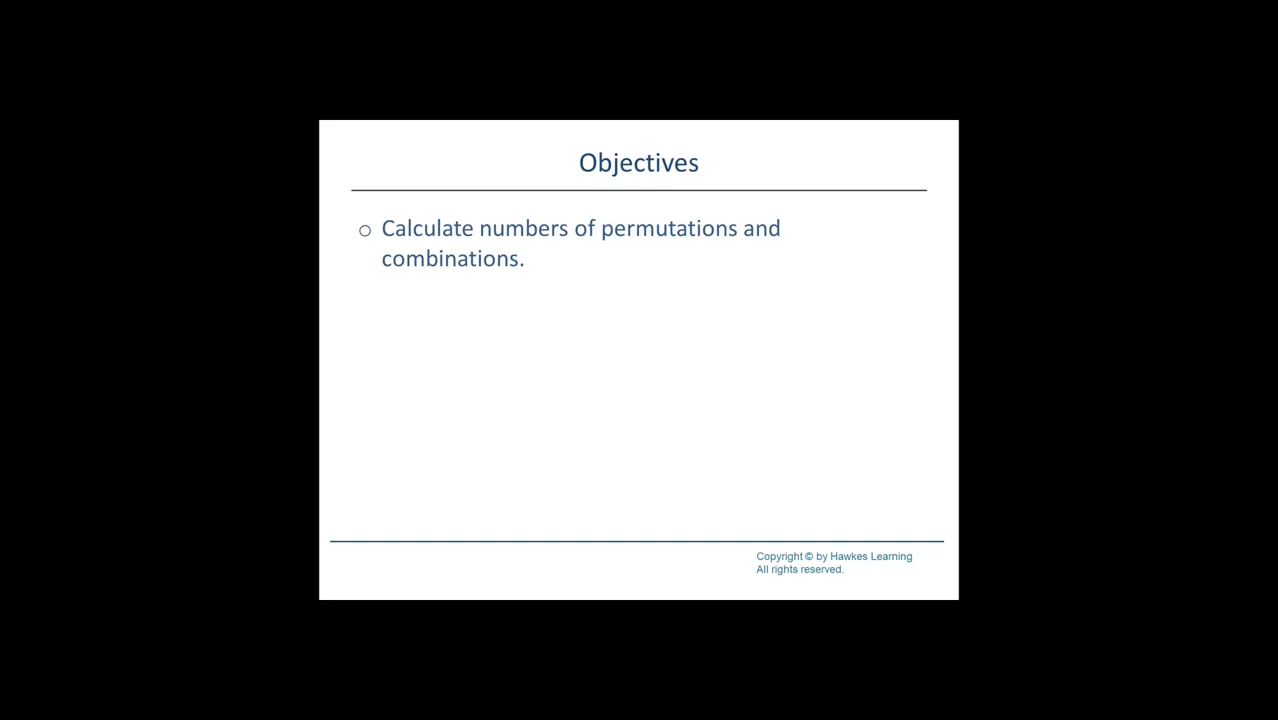 Objectives
○ Calculate numbers of permutations and
combinations.
Copyright © by Hawkes Learning
All rights reserved.